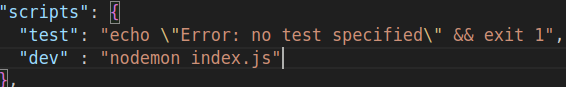 "scripts": {
"test": "echo \"Error: no test specified\" && exit 1",
"dev" : "nodemon index.js"
},